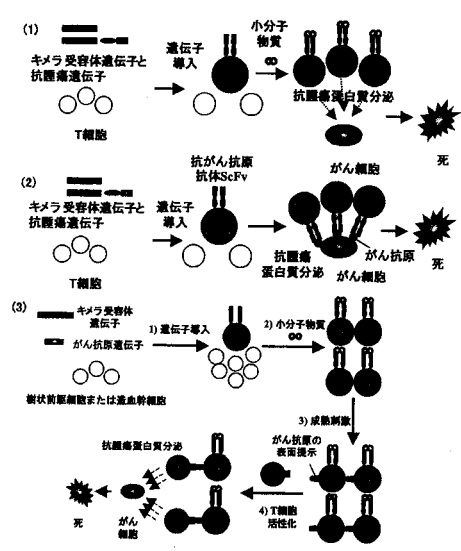 (1)
キメラ受容体遺伝子と
抗腫瘍遺伝子
T細胞
遺伝子
導入
小分子
物質
抗腫瘍蛋白質分泌
がん細胞
死
(2)
キメラ受容体遺伝子と
抗腫瘍遺伝子
T細胞
遺伝子
導入
抗がん抗原
抗体ScFv
抗腫瘍
蛋白質分泌
がん抗原
がん細胞
死
(3)
キメラ受容体
遺伝子
がん抗原遺伝子
樹状前駆細胞または造血幹細胞
1) 遺伝子導入
2) 小分子物質
3) 成熟刺激
がん抗原の
表面提示
4) T細胞
活性化
抗腫瘍蛋白質分泌
がん
細胞
死